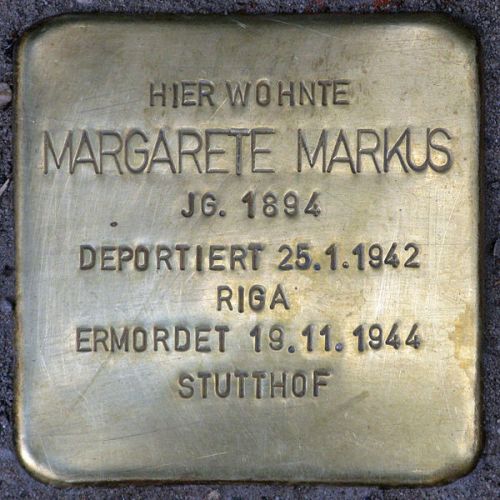 HIER WOHNTE
MARGARETE MARKUS
JG. 1894
DEPORTIERT 25.1.1942
RIGA
ERMORDET 19.11.1944
STUTTHOF